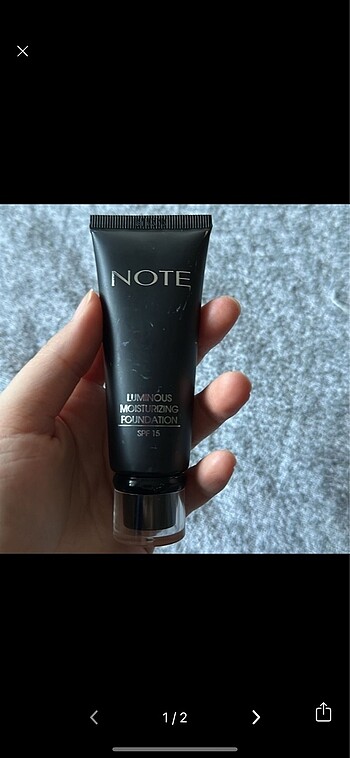 NOTE
LUMINOUS
MOISTURIZING
FOUNDATION
SPF 15
1/2